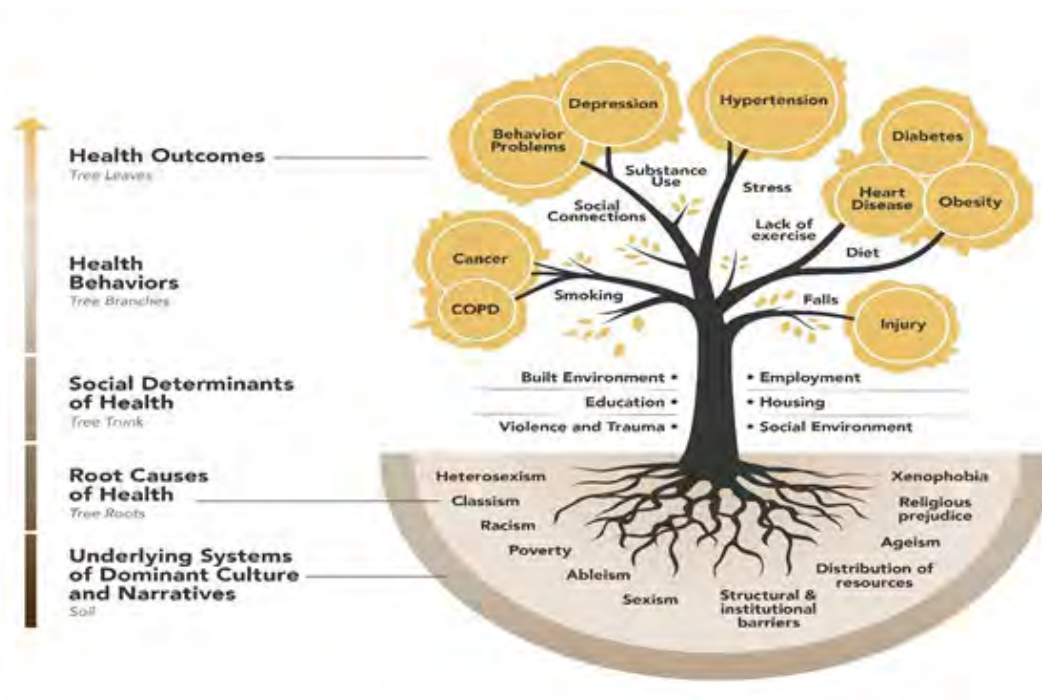 Health Outcomes
Tree Leaves
Health
Behaviors
Tree Branches
Social Determinants
of Health
Tree Trunk
Root Causes
of Health
Tree Roots
Underlying Systems
of Dominant Culture
and Narratives
Soil
Depression
Behavior
Problems
Hypertension
Diabetes
Heart
Disease
Obesity
Substance
Use
Stress
Social
Connections
Lack of
exercise
Diet
Cancer
COPD
Smoking
Falls
Injury
Built Environment •
• Employment
Education •
• Housing
Violence and Trauma •
• Social Environment
Heterosexism
Classism
Racism
Poverty
Ableism
Sexism
Structural &
institutional
barriers
Distribution of
resources
Ageism
Religious
prejudice
Xenophobia